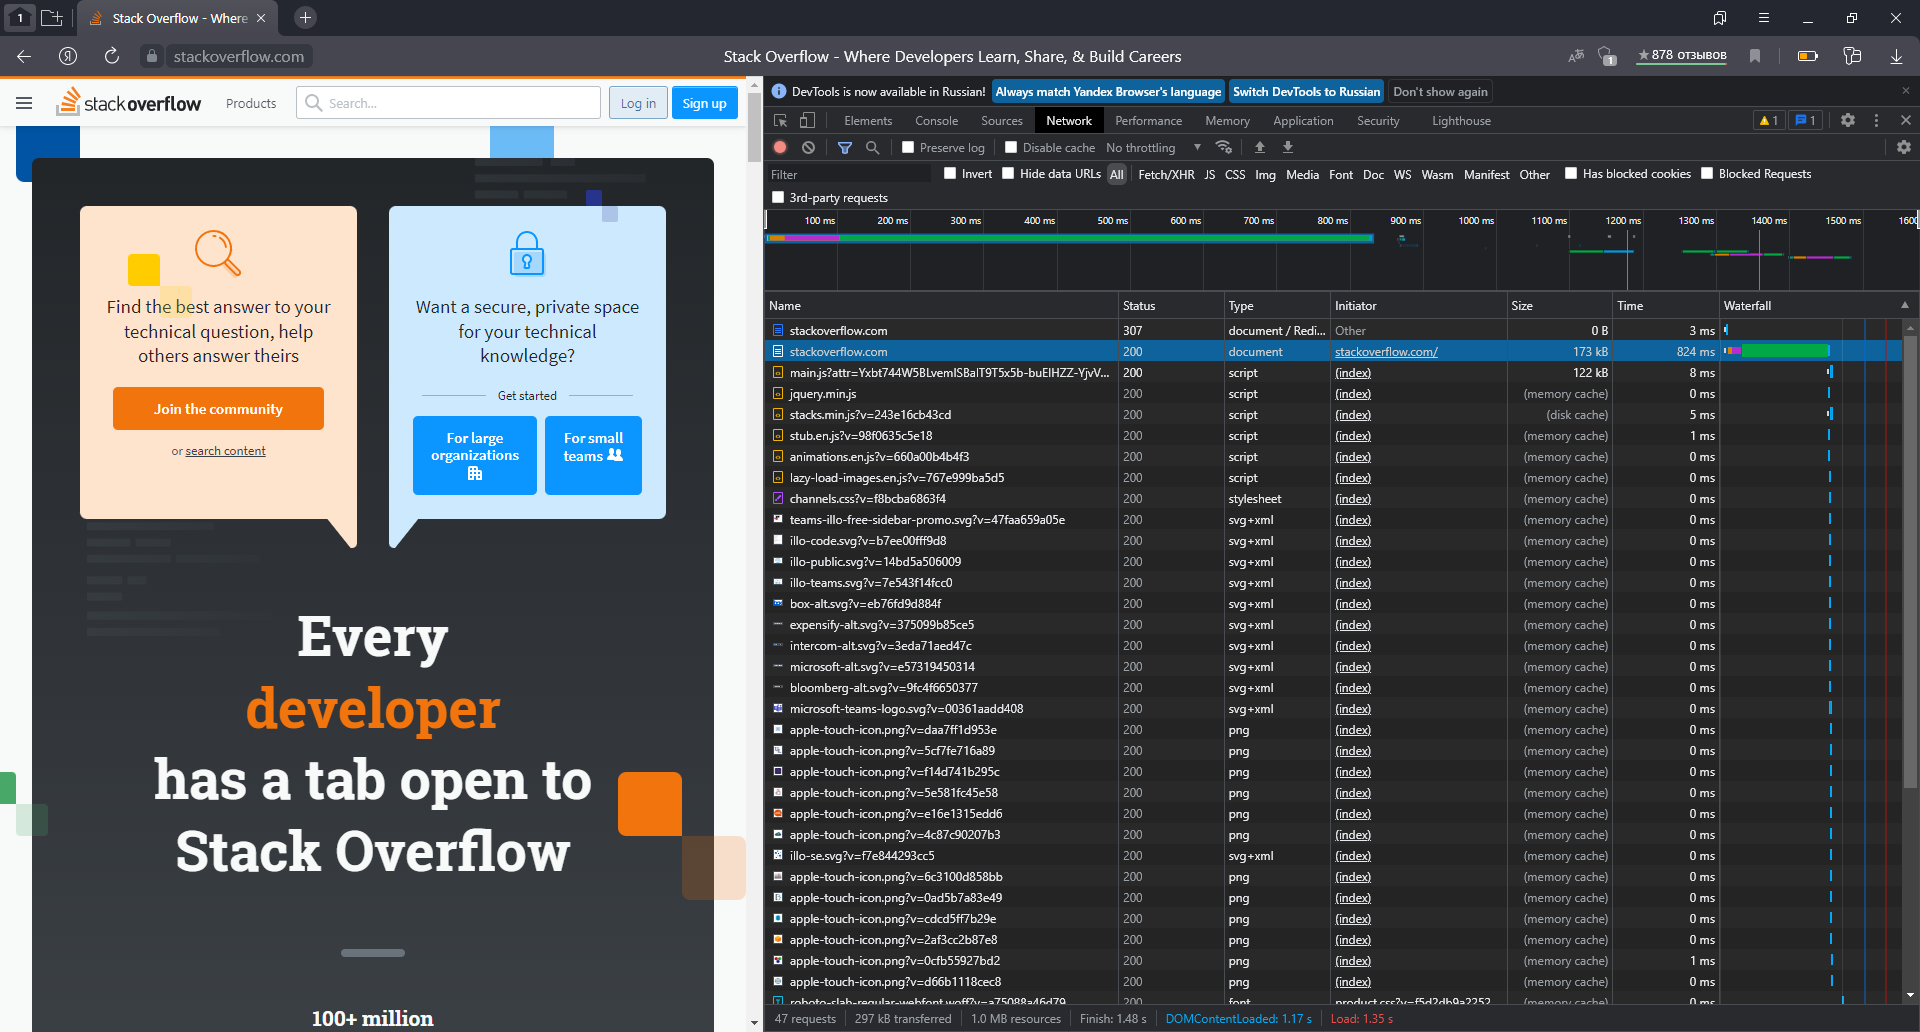 1
Stack Overflow - Where
stackoverflow.com
Stack Overflow - Where Developers Learn, Share, & Build Careers
1
★878 отзывов
stackoverflow
Products
Search...
Log in
Sign up
Find the best answer to your
technical question, help
others answer theirs
Join the community
or search content
Want a secure, private space
for your technical
knowledge?
Get started
For large
organizations
For small
teams
Every
developer
has a tab open to
Stack Overflow
100+ million
DevTools is now available in Russian!
Always match Yandex Browser's language
Switch DevTools to Russian
Don't show again
Elements Console Sources Network Performance Memory Application Security Lighthouse
1 1
Preserve log Disable cache No throttling
Filter Invert Hide data URLs All Fetch/XHR JS CSS Img Media Font Doc WS Wasm Manifest Other Has blocked cookies Blocked Requests
3rd-party requests
100 ms 200 ms 300 ms 400 ms 500 ms 600 ms 700 ms 800 ms 900 ms 1000 ms 1100 ms 1200 ms 1300 ms 1400 ms 1500 ms 1600
Name Status Type Initiator Size Time Waterfall
stackoverflow.com 307 document / Redi... Other 0 B 3 ms
stackoverflow.com 200 document stackoverflow.com/ 173 kB 824 ms
200 script (index) 122 kB 8 ms
jquery.min.js 200 script (index) (memory cache) 0 ms
stacks.min.js?v=243e16cb43cd 200 script (index) (disk cache) 5 ms
stub.en.js?v=98f0635c5e18 200 script (index) (memory cache) 1 ms
animations.en.js?v=660a00b4b4f3 200 script (index) (memory cache) 0 ms
lazy-load-images.en.js?v=767e999ba5d5 200 script (index) (memory cache) 0 ms
channels.css?v=f8bcba6863f4 200 stylesheet (index) (memory cache) 0 ms
teams-illo-free-sidebar-promo.svg?v=47faa659a05e 200 svg+xml (index) (memory cache) 0 ms
illo-code.svg?v=b7ee00fff9d8 200 svg+xml (index) (memory cache) 0 ms
illo-public.svg?v=14bd5a506009 200 svg+xml (index) (memory cache) 0 ms
illo-teams.svg?v=7e543f14fcc0 200 svg+xml (index) (memory cache) 0 ms
box-alt.svg?v=eb76fd9d884f 200 svg+xml (index) (memory cache) 0 ms
expensify-alt.svg?v=375099b85ce5 200 svg+xml (index) (memory cache) 0 ms
intercom-alt.svg?v=3eda71aed47c 200 svg+xml (index) (memory cache) 0 ms
microsoft-alt.svg?v=e57319450314 200 svg+xml (index) (memory cache) 0 ms
bloomberg-alt.svg?v=9fc4f6650377 200 svg+xml (index) (memory cache) 0 ms
microsoft-teams-logo.svg?v=00361aadd408 200 svg+xml (index) (memory cache) 0 ms
apple-touch-icon.png?v=daa7ff1d953e 200 png (index) (memory cache) 0 ms
apple-touch-icon.png?v=5cf7fe716a89 200 png (index) (memory cache) 0 ms
apple-touch-icon.png?v=f14d741b295c 200 png (index) (memory cache) 0 ms
apple-touch-icon.png?v=5e581fc45e58 200 png (index) (memory cache) 0 ms
apple-touch-icon.png?v=e16e1315edd6 200 png (index) (memory cache) 0 ms
apple-touch-icon.png?v=4c87c90207b3 200 png (index) (memory cache) 0 ms
illo-se.svg?v=f7e844293cc5 200 svg+xml (index) (memory cache) 0 ms
apple-touch-icon.png?v=6c3100d858bb 200 png (index) (memory cache) 0 ms
apple-touch-icon.png?v=0ad5b7a83e49 200 png (index) (memory cache) 0 ms
apple-touch-icon.png?v=cdcd5ff7b29e 200 png (index) (memory cache) 0 ms
apple-touch-icon.png?v=2af3cc2b87e8 200 png (index) (memory cache) 0 ms
apple-touch-icon.png?v=0cfb55927bd2 200 png (index) (memory cache) 1 ms
apple-touch-icon.png?v=d66b1118cec8 200 png (index) (memory cache) 0 ms
roboto-slab-regular-webfont.woff?v=a75088a46d79 200 font product.css?v=f5d2db9a2252 (memory cache) 0 ms
47 requests 297 kB transferred 1.0 MB resources Finish: 1.48 s DOMContentLoaded: 1.17 s Load: 1.35 s